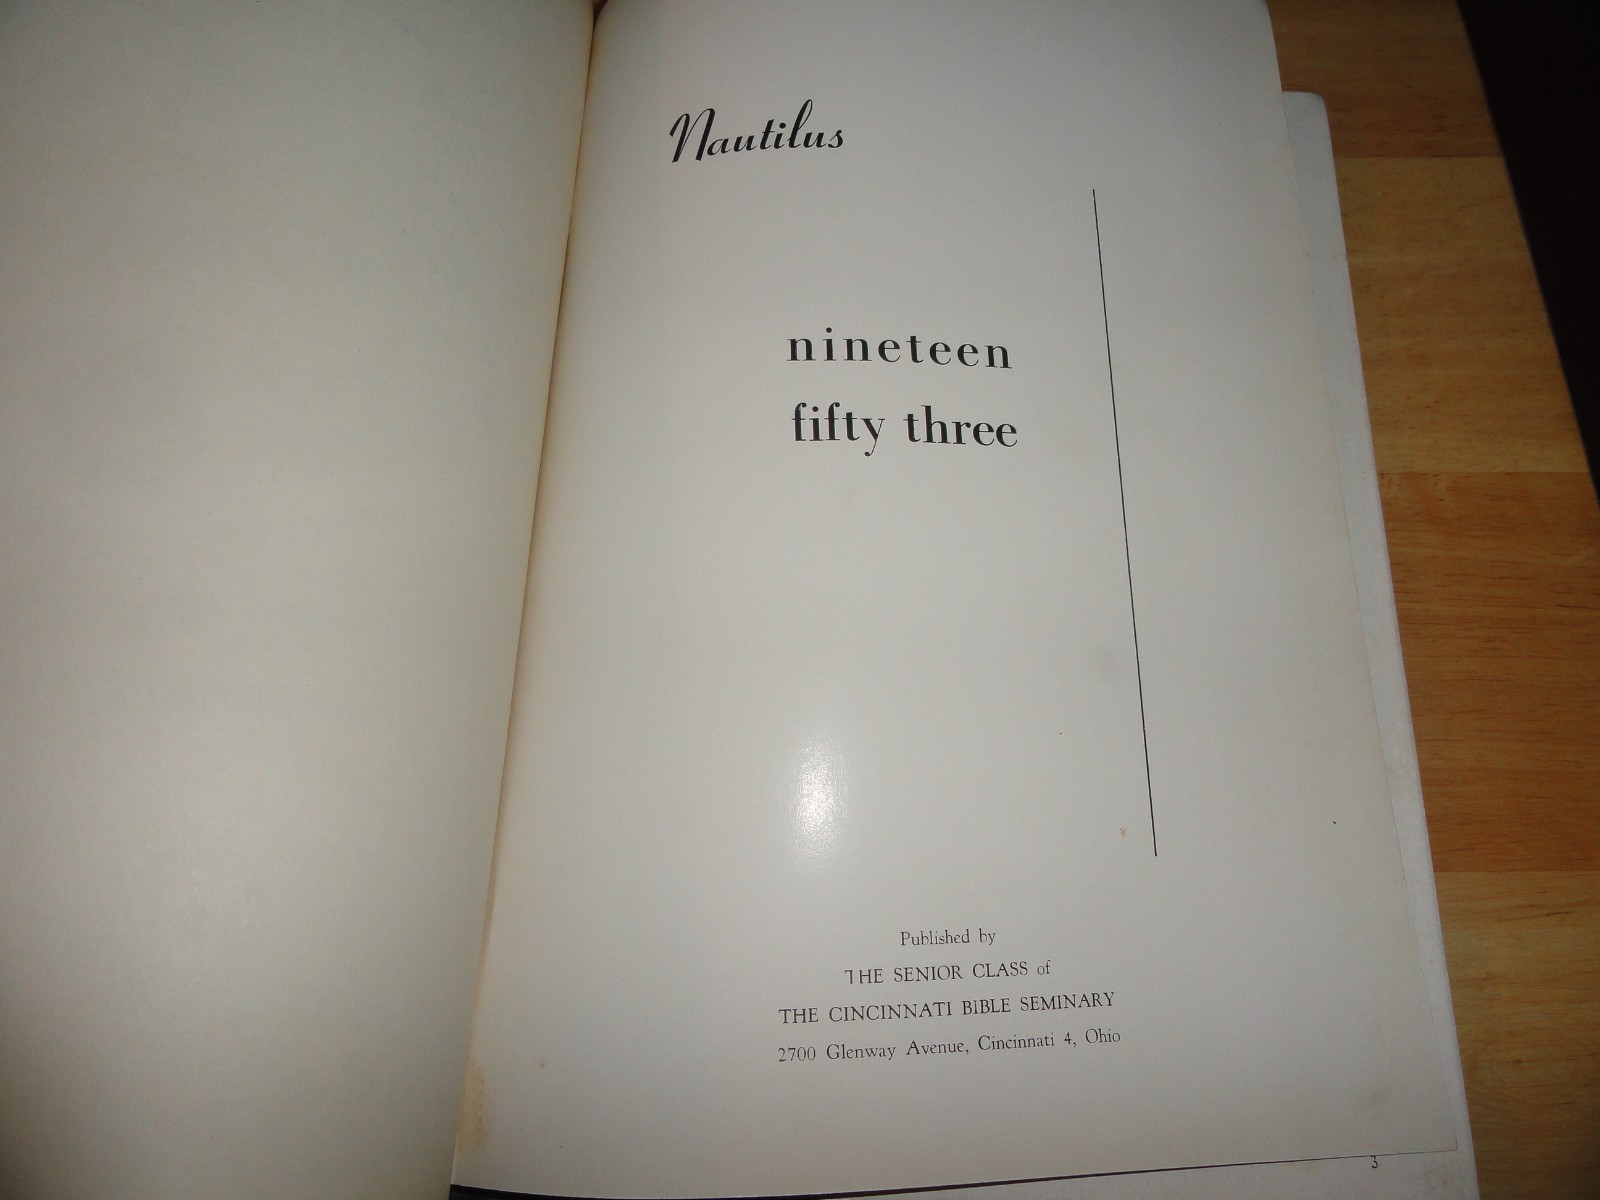 Nautilus
nineteen
fifty three
Published by
THE SENIOR CLASS of
THE CINCINNATI BIBLE SEMINARY
2700 Glenway Avenue, Cincinnati 4, Ohio
3